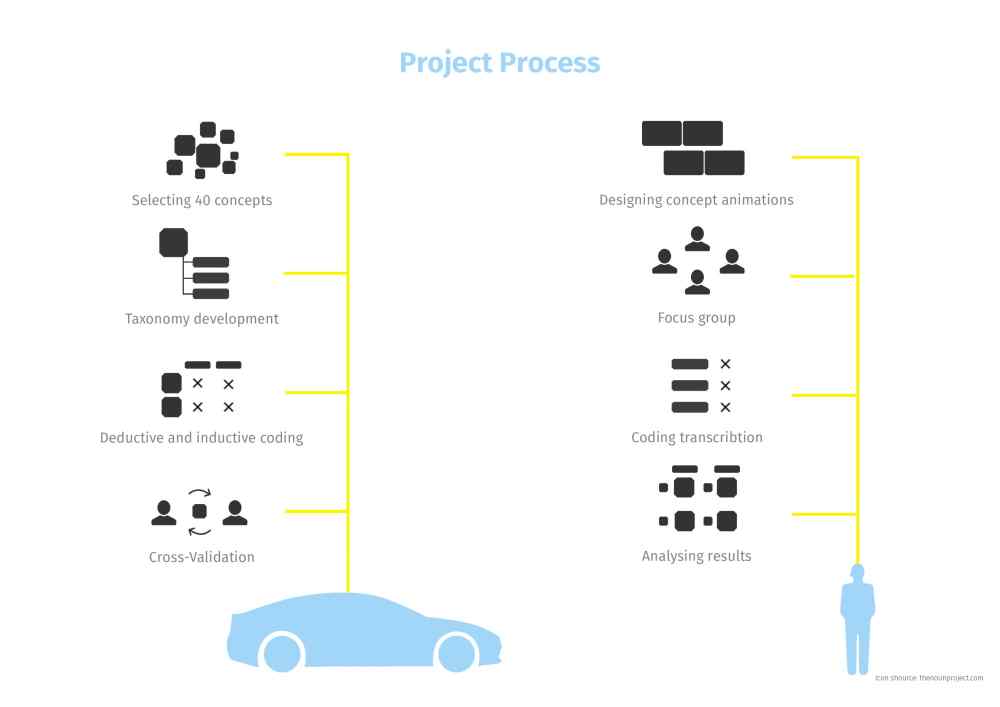 Project Process
Selecting 40 concepts
Taxonomy development
Deductive and inductive coding
Cross-Validation
Designing concept animations
Focus group
Coding transcribtion
Analysing results
Icon shource: thenounproject.com